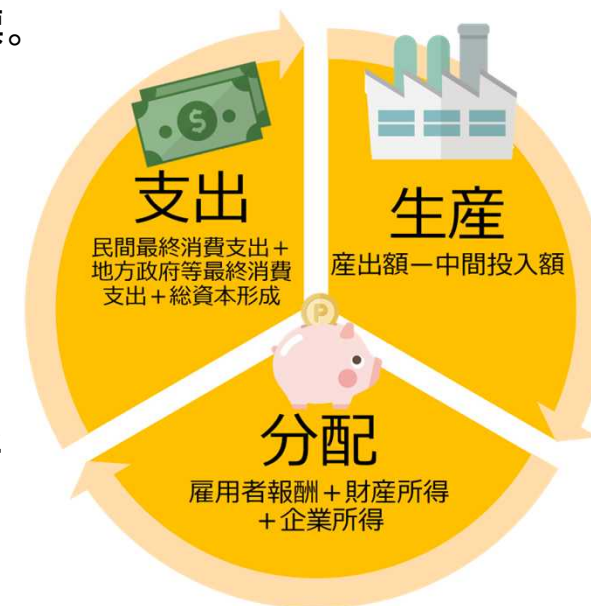 。
支出
民間最終消費支出＋
地方政府等最終消費
支出＋総資本形成
生産
産出額ー中間投入額
P
分配
雇用者報酬＋財産所得
＋企業所得